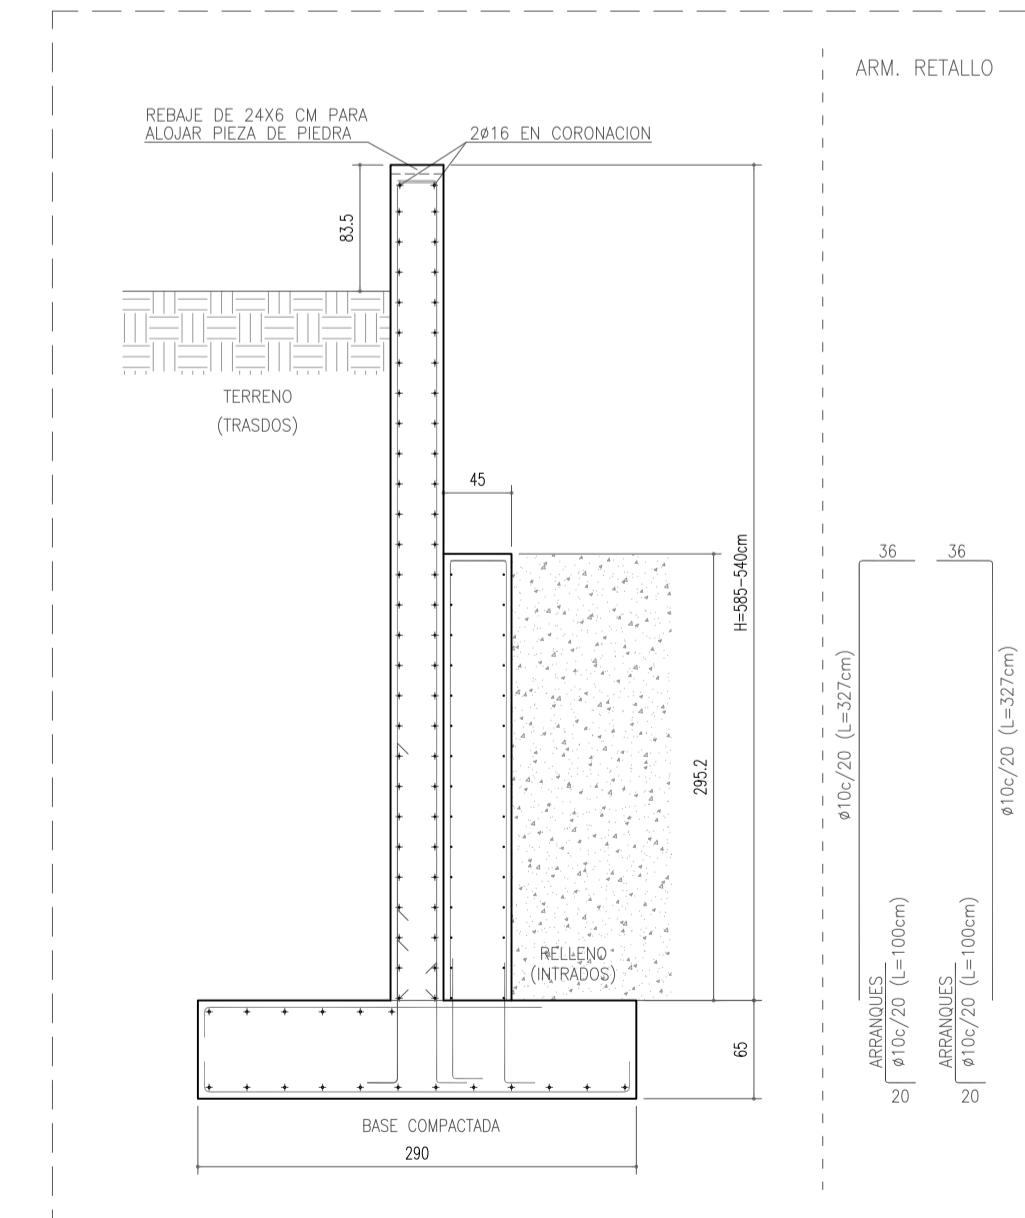 ARM. RETALLO
REBAJE DE 24X6 CM PARA
ALOJAR PIEZA DE PIEDRA
2ø16 EN CORONACION
83.5
TERRENO
(TRASDOS)
45
H=585-540cm
295.2
RELLENO
(INTRADOS)
65
BASE COMPACTADA
290
36
36
ø10c/20 (L=327cm)
ø10c/20 (L=327cm)
ARRANQUES
ø10c/20 (L=100cm)
ARRANQUES
ø10c/20 (L=100cm)
20
20